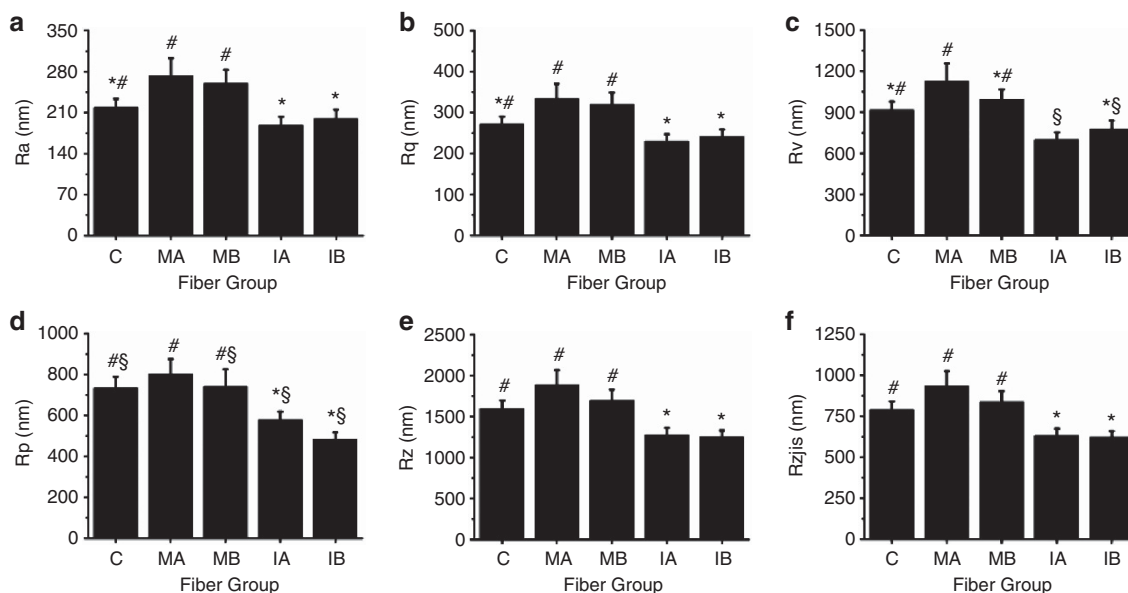 a
Ra (nm)
350
280
210
140
70
0
*#
#
#
*
*
C MA MB IA IB
Fiber Group
b
Rq (nm)
500
400
300
200
100
0
*#
#
#
*
*
C MA MB IA IB
Fiber Group
c
Rv (nm)
1500
1200
900
600
300
0
*#
#
*#
§
*§
C MA MB IA IB
Fiber Group
d
Rp (nm)
1000
800
600
400
200
0
#§
#
#§
*§
*§
C MA MB IA IB
Fiber Group
e
Rz (nm)
2500
2000
1500
1000
500
0
#
#
#
*
*
C MA MB IA IB
Fiber Group
f
Rzjis (nm)
1250
1000
750
500
250
0
#
#
#
*
*
C MA MB IA IB
Fiber Group